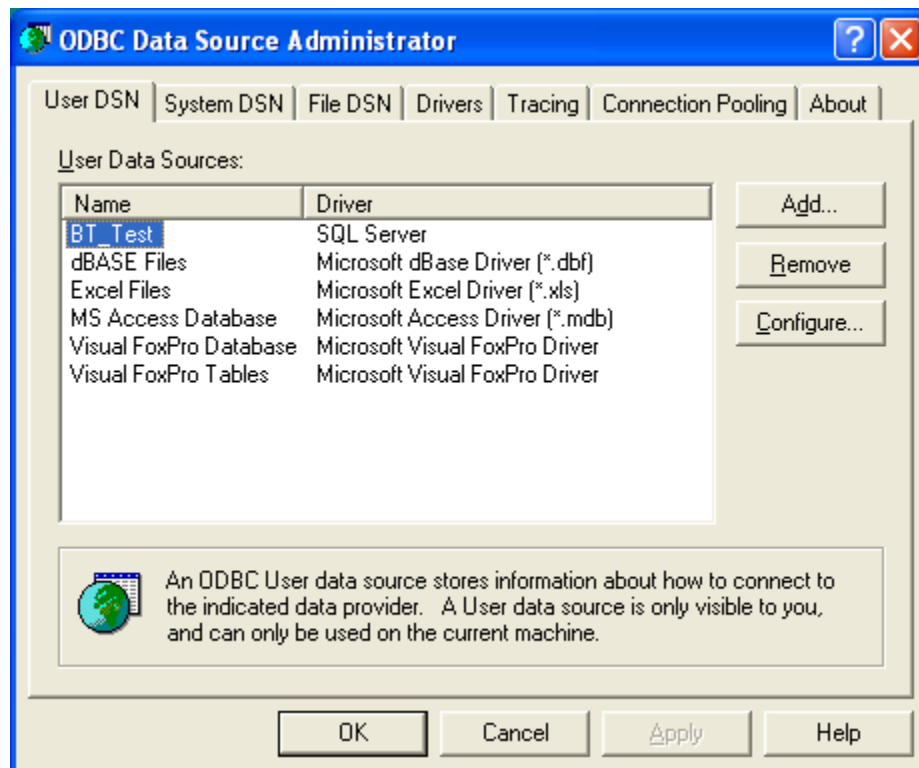 ODBC Data Source Administrator
User DSN System DSN File DSN Drivers Tracing Connection Pooling About
User Data Sources:
Name Driver Add...
BT_Test SQL Server
dBASE Files Microsoft dBase Driver (*.dbf)
Remove
Excel Files Microsoft Excel Driver (*.xls)
MS Access Database Microsoft Access Driver (*.mdb)
Configure...
Visual FoxPro Database Microsoft Visual FoxPro Driver
Visual FoxPro Tables Microsoft Visual FoxPro Driver
An ODBC User data source stores information about how to connect to
the indicated data provider. A User data source is only visible to you,
and can only be used on the current machine.
OK Cancel Apply Help